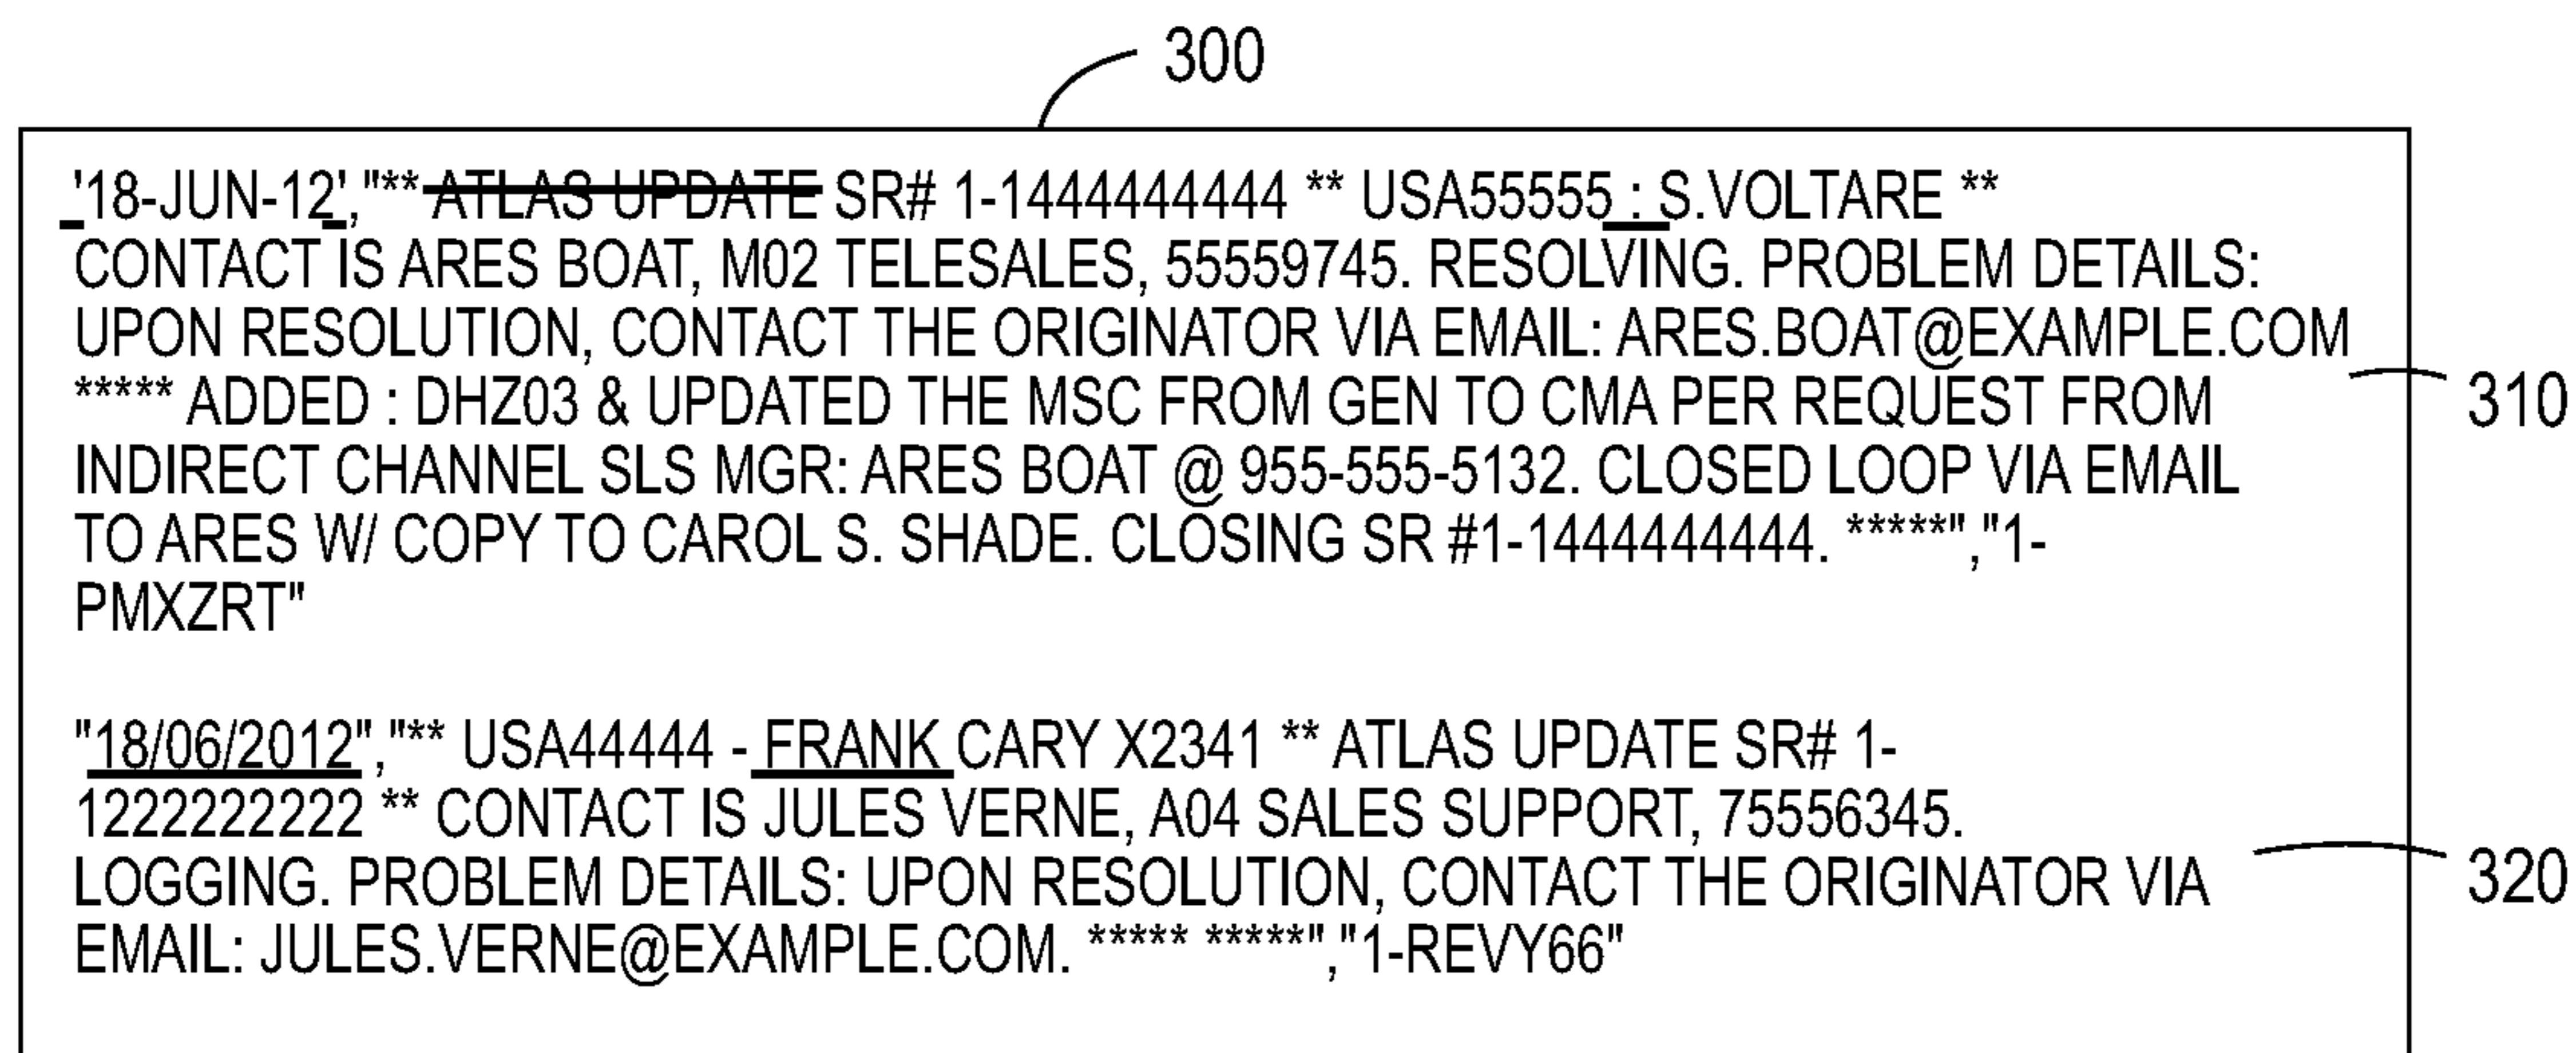 300
'18-JUN-12',"** ATLAS UPDATE SR# 1-1444444444 ** USA55555 : S.VOLTARE **
CONTACT IS ARES BOAT, M02 TELESALES, 55559745. RESOLVING. PROBLEM DETAILS:
UPON RESOLUTION, CONTACT THE ORIGINATOR VIA EMAIL: ARES.BOAT@EXAMPLE.COM
***** ADDED : DHZ03 & UPDATED THE MSC FROM GEN TO CMA PER REQUEST FROM
310
INDIRECT CHANNEL SLS MGR: ARES BOAT @ 955-555-5132. CLOSED LOOP VIA EMAIL
TO ARES W/ COPY TO CAROL S. SHADE. CLOSING SR #1-1444444444. *****","1-
PMXZRT"
"18/06/2012","** USA44444 - FRANK CARY X2341 ** ATLAS UPDATE SR# 1-
1222222222 ** CONTACT IS JULES VERNE, A04 SALES SUPPORT, 75556345.
LOGGING. PROBLEM DETAILS: UPON RESOLUTION, CONTACT THE ORIGINATOR VIA
320
EMAIL: JULES.VERNE@EXAMPLE.COM. ***** *****","1-REVY66"